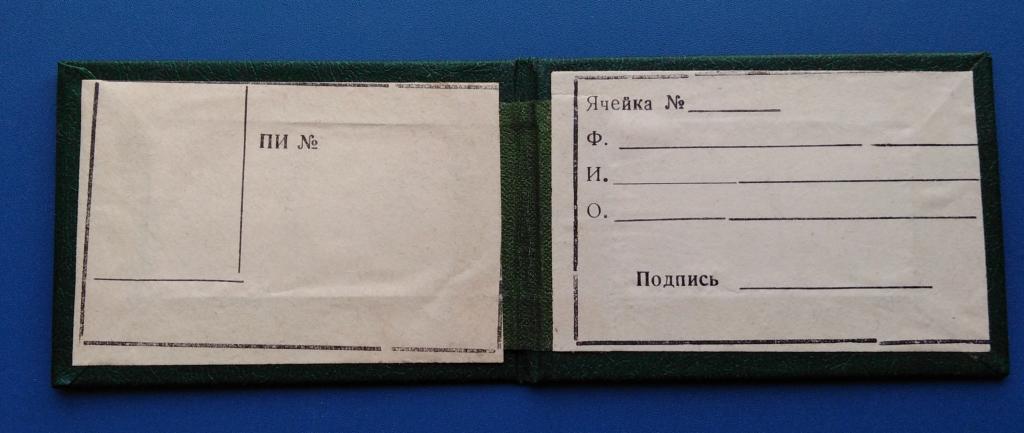 ПИ №
Ячейка №
Ф.
И.
О.
Подпись